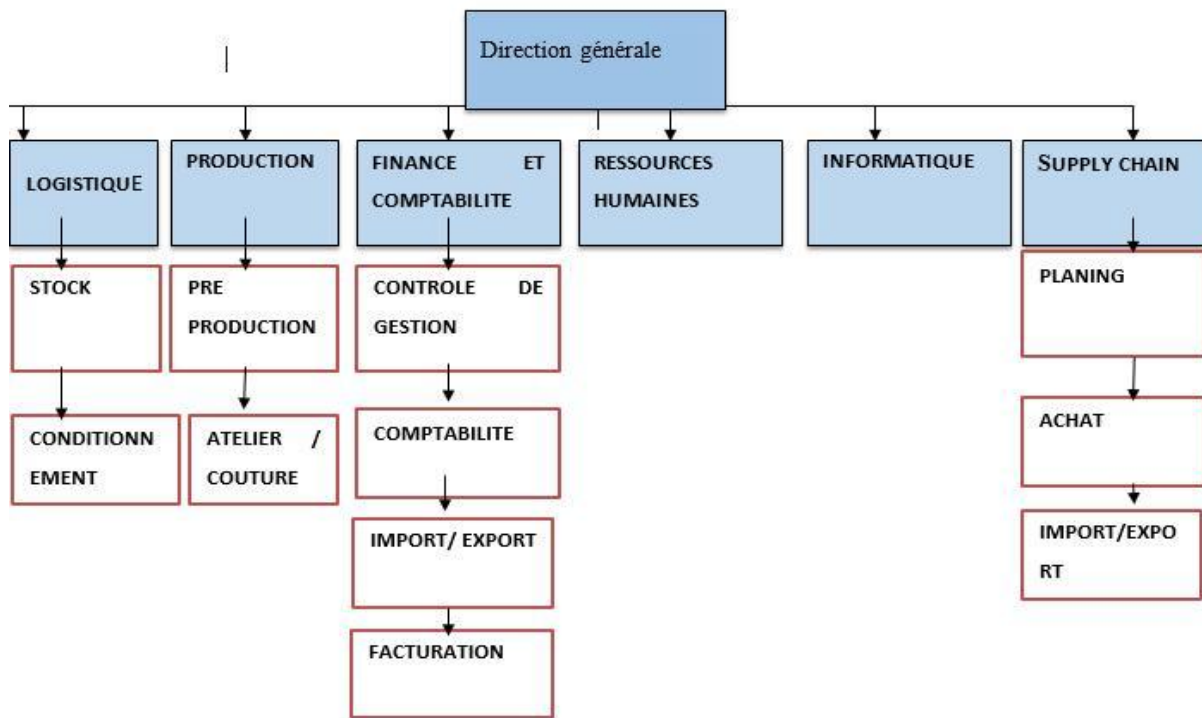 Direction générale
LOGISTIQUE
PRODUCTION
FINANCE ET
COMPTABILITE
RESSOURCES
HUMAINES
INFORMATIQUE
SUPPLY CHAIN
STOCK
PRE
PRODUCTION
CONTROLE DE
GESTION
PLANING
CONDITIONN
EMENT
ATELIER /
COUTURE
COMPTABILITE
ACHAT
IMPORT/ EXPORT
IMPORT/EXPO
RT
FACTURATION